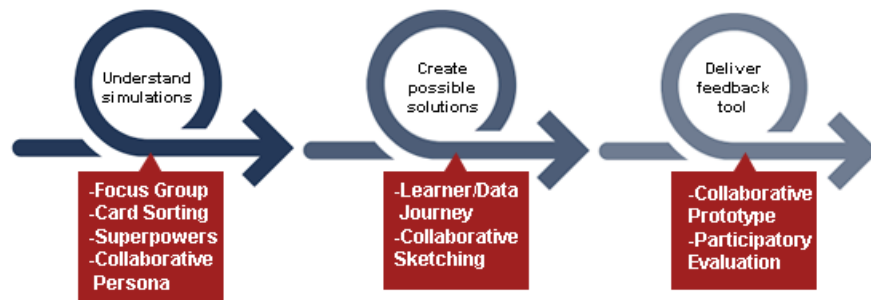 Understand
simulations
-Focus Group
-Card Sorting
-Superpowers
-Collaborative
Persona
Create
possible
solutions
-Learner/Data
Journey
-Collaborative
Sketching
Deliver
feedback
tool
-Collaborative
Prototype
-Participatory
Evaluation